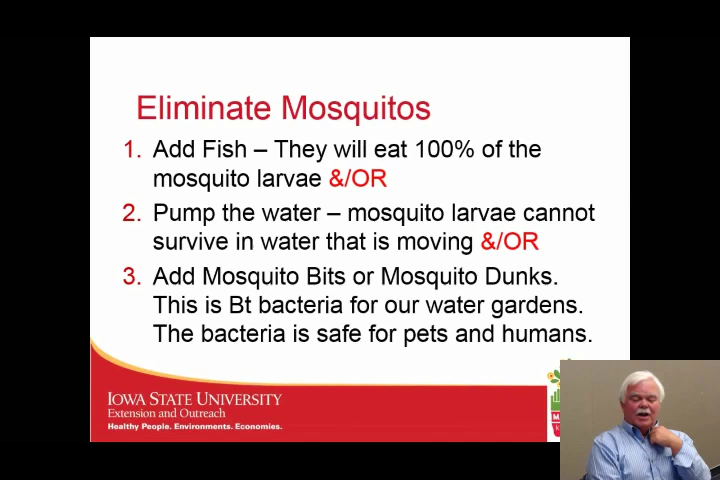 Eliminate Mosquitos
1. Add Fish – They will eat 100% of the
mosquito larvae &/OR
2. Pump the water – mosquito larvae cannot
survive in water that is moving &/OR
3. Add Mosquito Bits or Mosquito Dunks.
This is Bt bacteria for our water gardens.
The bacteria is safe for pets and humans.
IOWA STATE UNIVERSITY
Extension and Outreach
Healthy People. Environments. Economies.